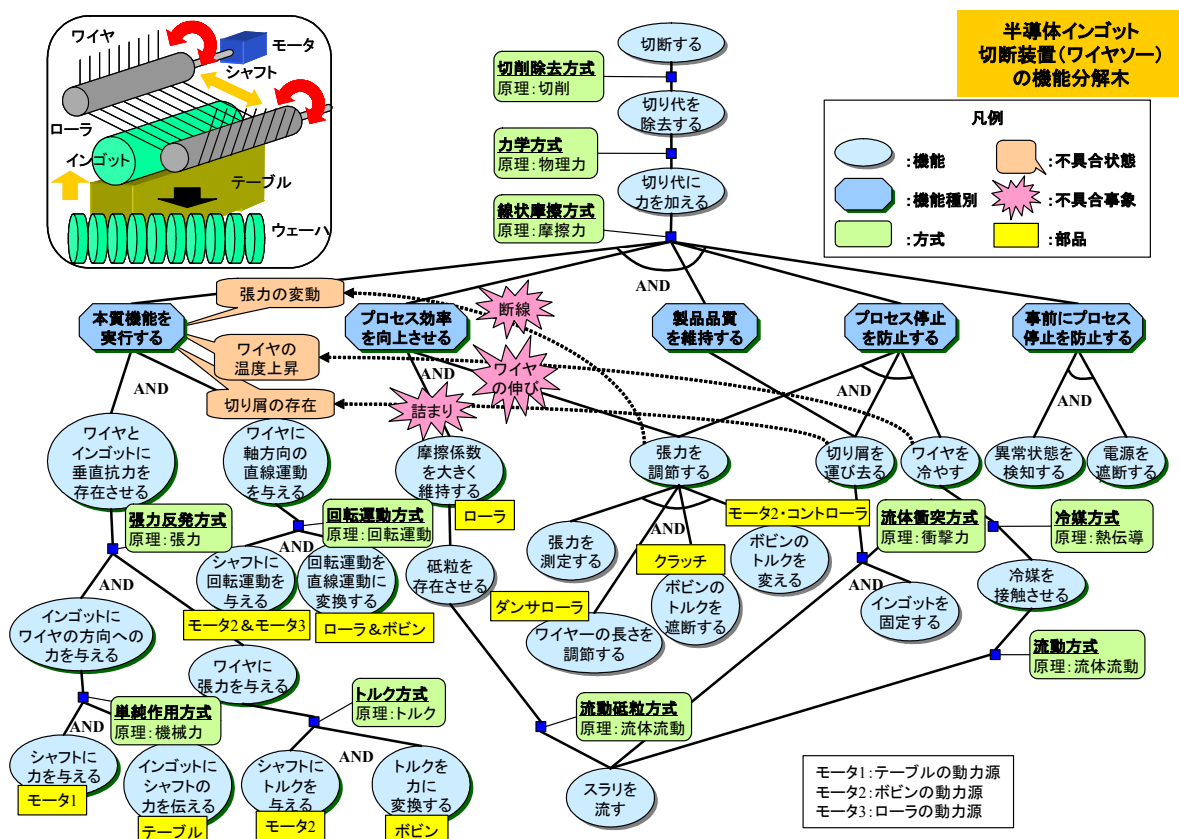 半導体インゴット
切断装置(ワイヤソー)
の機能分解木
ワイヤ
モータ
シャフト
ローラ
インゴット
テーブル
ウェーハ
凡例
:機能
:不具合状態
:機能種別
:不具合事象
:方式
:部品
切断する
切削除去方式
原理:切削
切り代を
除去する
力学方式
原理:物理力
切り代に
力を加える
線状摩擦方式
原理:摩擦力
AND
張力の変動
断線
本質機能を
実行する
プロセス効率
を向上させる
製品品質
を維持する
プロセス停止
を防止する
事前にプロセス
停止を防止する
ワイヤの
温度上昇
ワイヤ
の伸び
AND
AND
AND
AND
切り屑の存在
詰まり
ワイヤと
インゴットに
垂直抗力を
存在させる
ワイヤに
軸方向の
直線運動
を与える
摩擦係数
を大きく
維持する
張力を
調節する
切り屑を
運び去る
ワイヤを
冷やす
異常状態を
検知する
電源を
遮断する
張力反発方式
原理:張力
回転運動方式
原理:回転運動
ローラ
AND
モータ2・コントローラ
流体衝突方式
原理:衝撃力
冷媒方式
原理:熱伝導
AND
AND
AND
シャフトに
回転運動を
与える
回転運動を
直線運動に
変換する
砥粒を
存在させる
張力を
測定する
クラッチ
ボビンの
トルクを
変える
冷媒を
接触させる
インゴットに
ワイヤの方向への
力を与える
モータ2&モータ3
ローラ&ボビン
ダンサローラ
ワイヤーの長さを
調節する
ボビンの
トルクを
遮断する
インゴットを
固定する
ワイヤに
張力を与える
流動方式
原理:流体流動
単純作用方式
原理:機械力
AND
トルク方式
原理:トルク
AND
流動砥粒方式
原理:流体流動
シャフトに
力を与える
モータ1
インゴットに
シャフトの
力を伝える
テーブル
シャフトに
トルクを
与える
モータ2
トルクを
力に
変換する
ボビン
スラリを
流す
モータ1:テーブルの動力源
モータ2:ボビンの動力源
モータ3:ローラの動力源